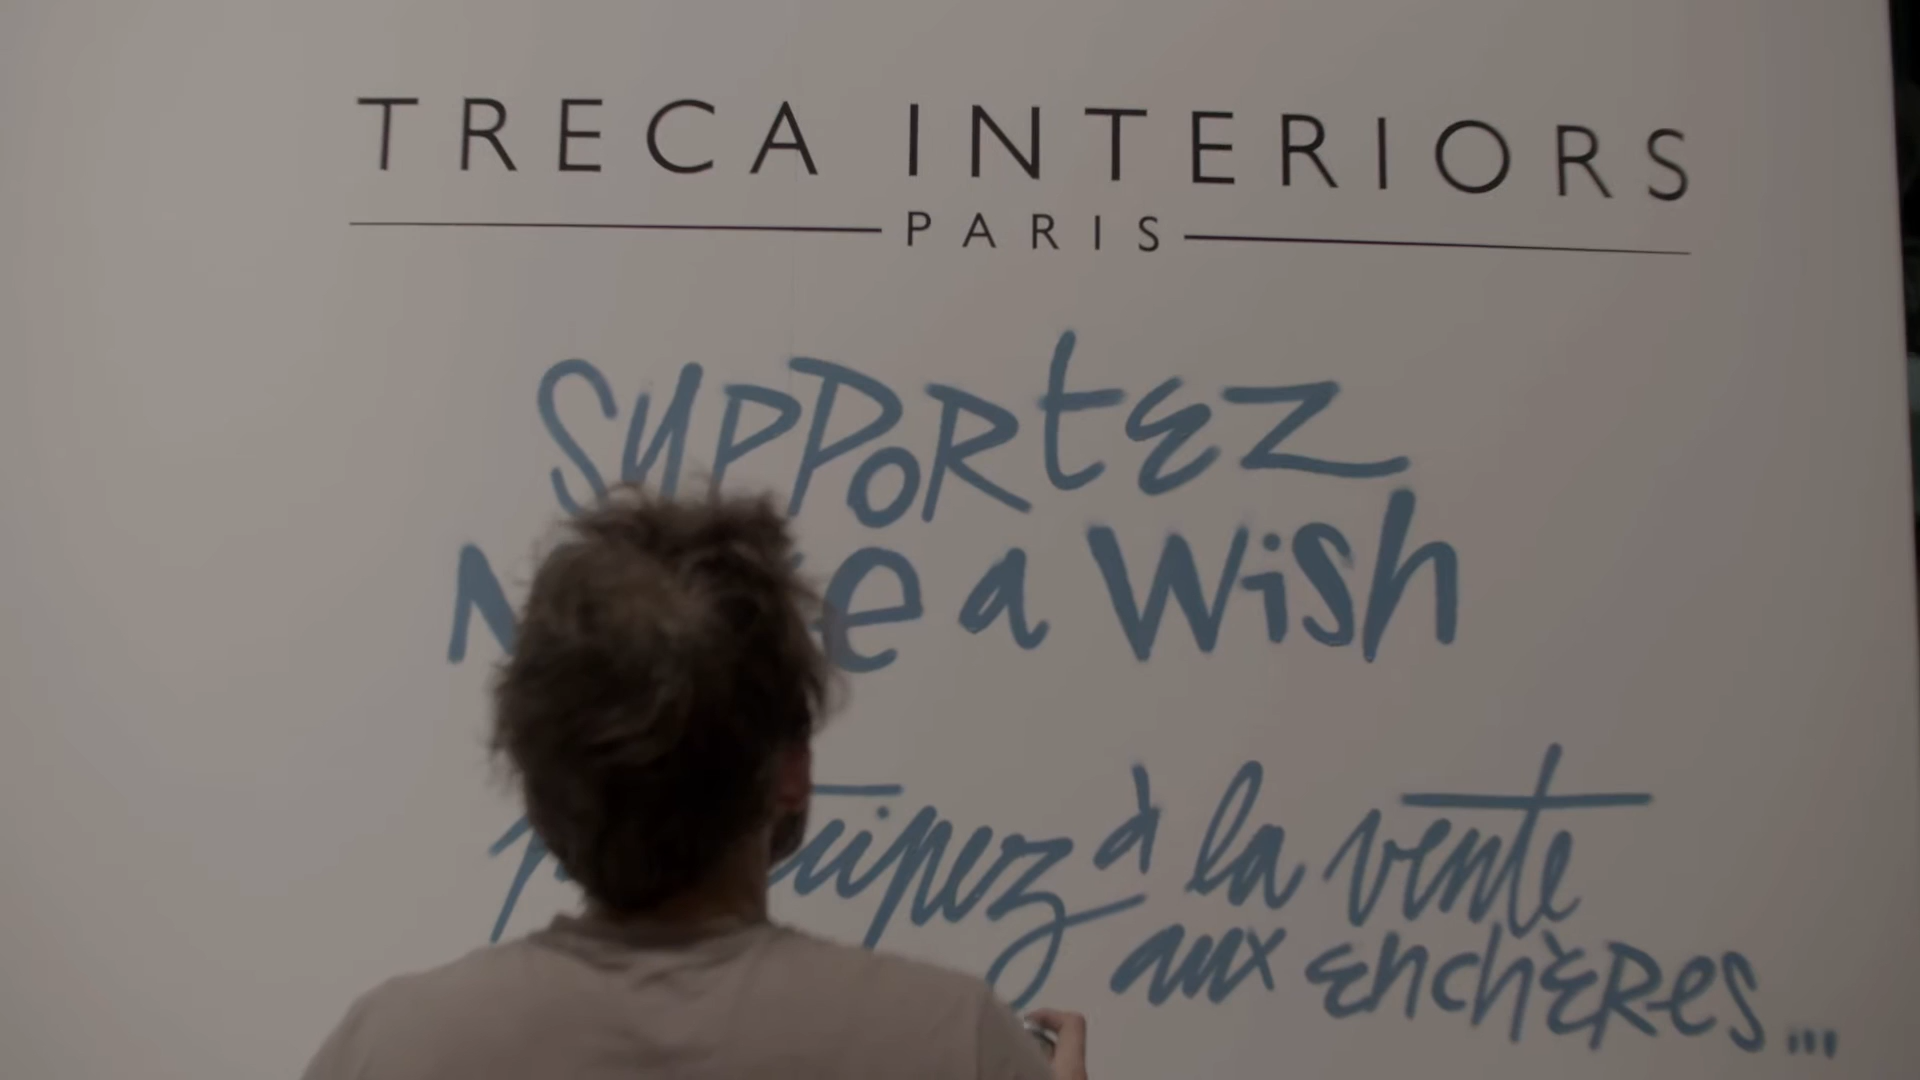 TRECA INTERIORS
PARIS
SUPPORtEZ
a Wish
à la vente
aux enchères...